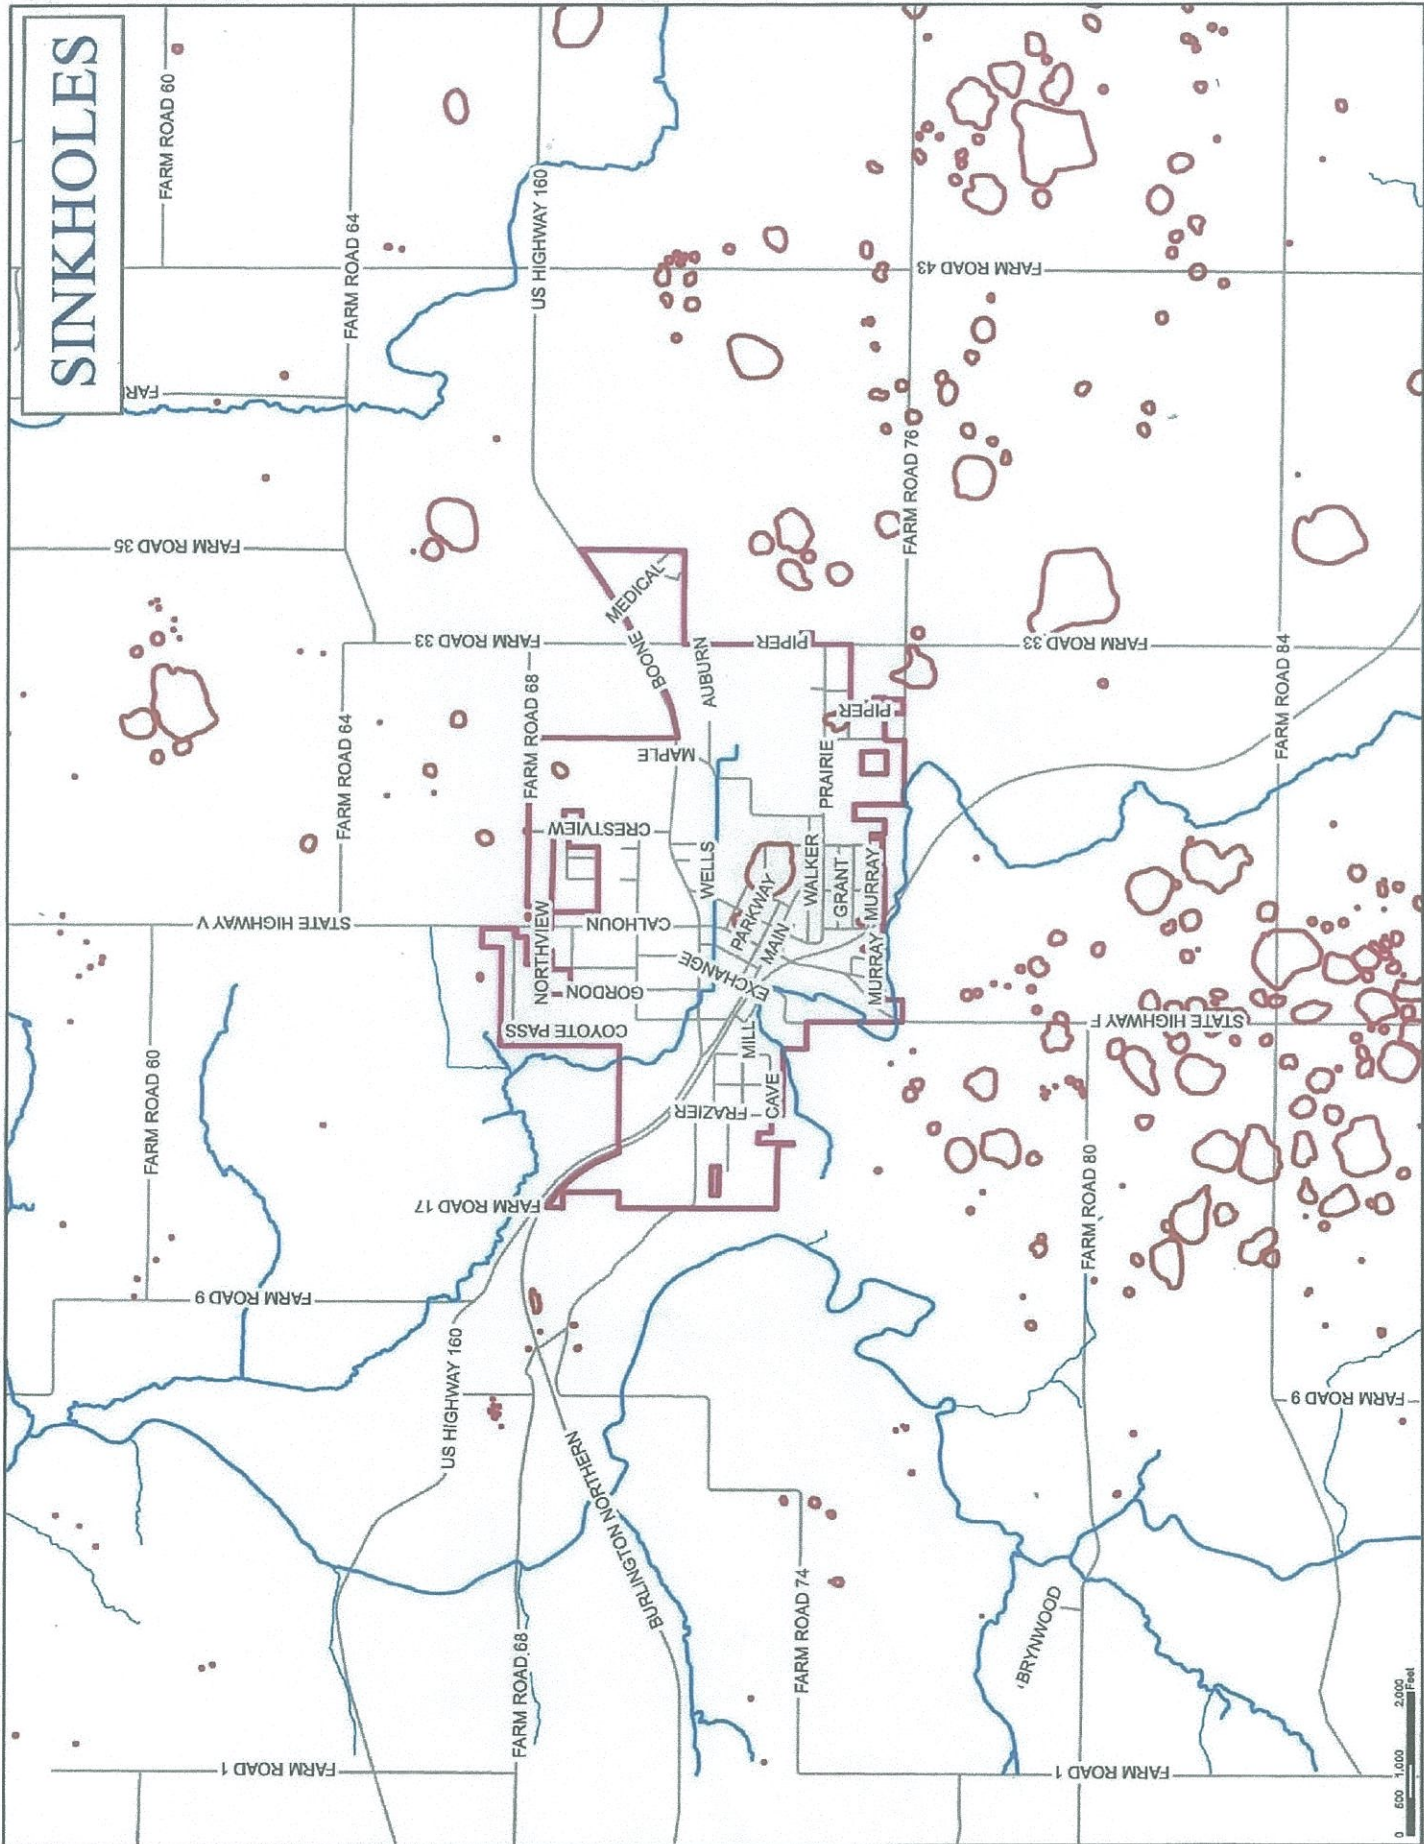 SINKHOLES
FARM ROAD 60
FARM ROAD 64
US HIGHWAY 160
FARM ROAD 43
FAR
FARM ROAD 76
FARM ROAD 35
MEDICAL
BOONE
FARM ROAD 33
AUBURN
PIPER
FARM ROAD 33
FARM ROAD 84
FARM ROAD 64
FARM ROAD 68
MAPLE
PIPER
PRAIRIE
CRESTVIEW
WELLS
PARKWAY
WALKER
GRANT
MURRAY
STATE HIGHWAY V
NORTHVIEW
CALHOUN
MAIN
EXCHANGE
MURRAY
GORDON
COYOTE PASS
MILL
STATE HIGHWAY F
FARM ROAD 60
FRAZIER
CAVE
FARM ROAD 80
FARM ROAD 17
FARM ROAD 9
US HIGHWAY 160
FARM ROAD 9
BURLINGTON NORTHERN
FARM ROAD 74
BRYNWOOD
FARM ROAD 68
FARM ROAD 1
FARM ROAD 1
0 500 1,000 2,000
Feet